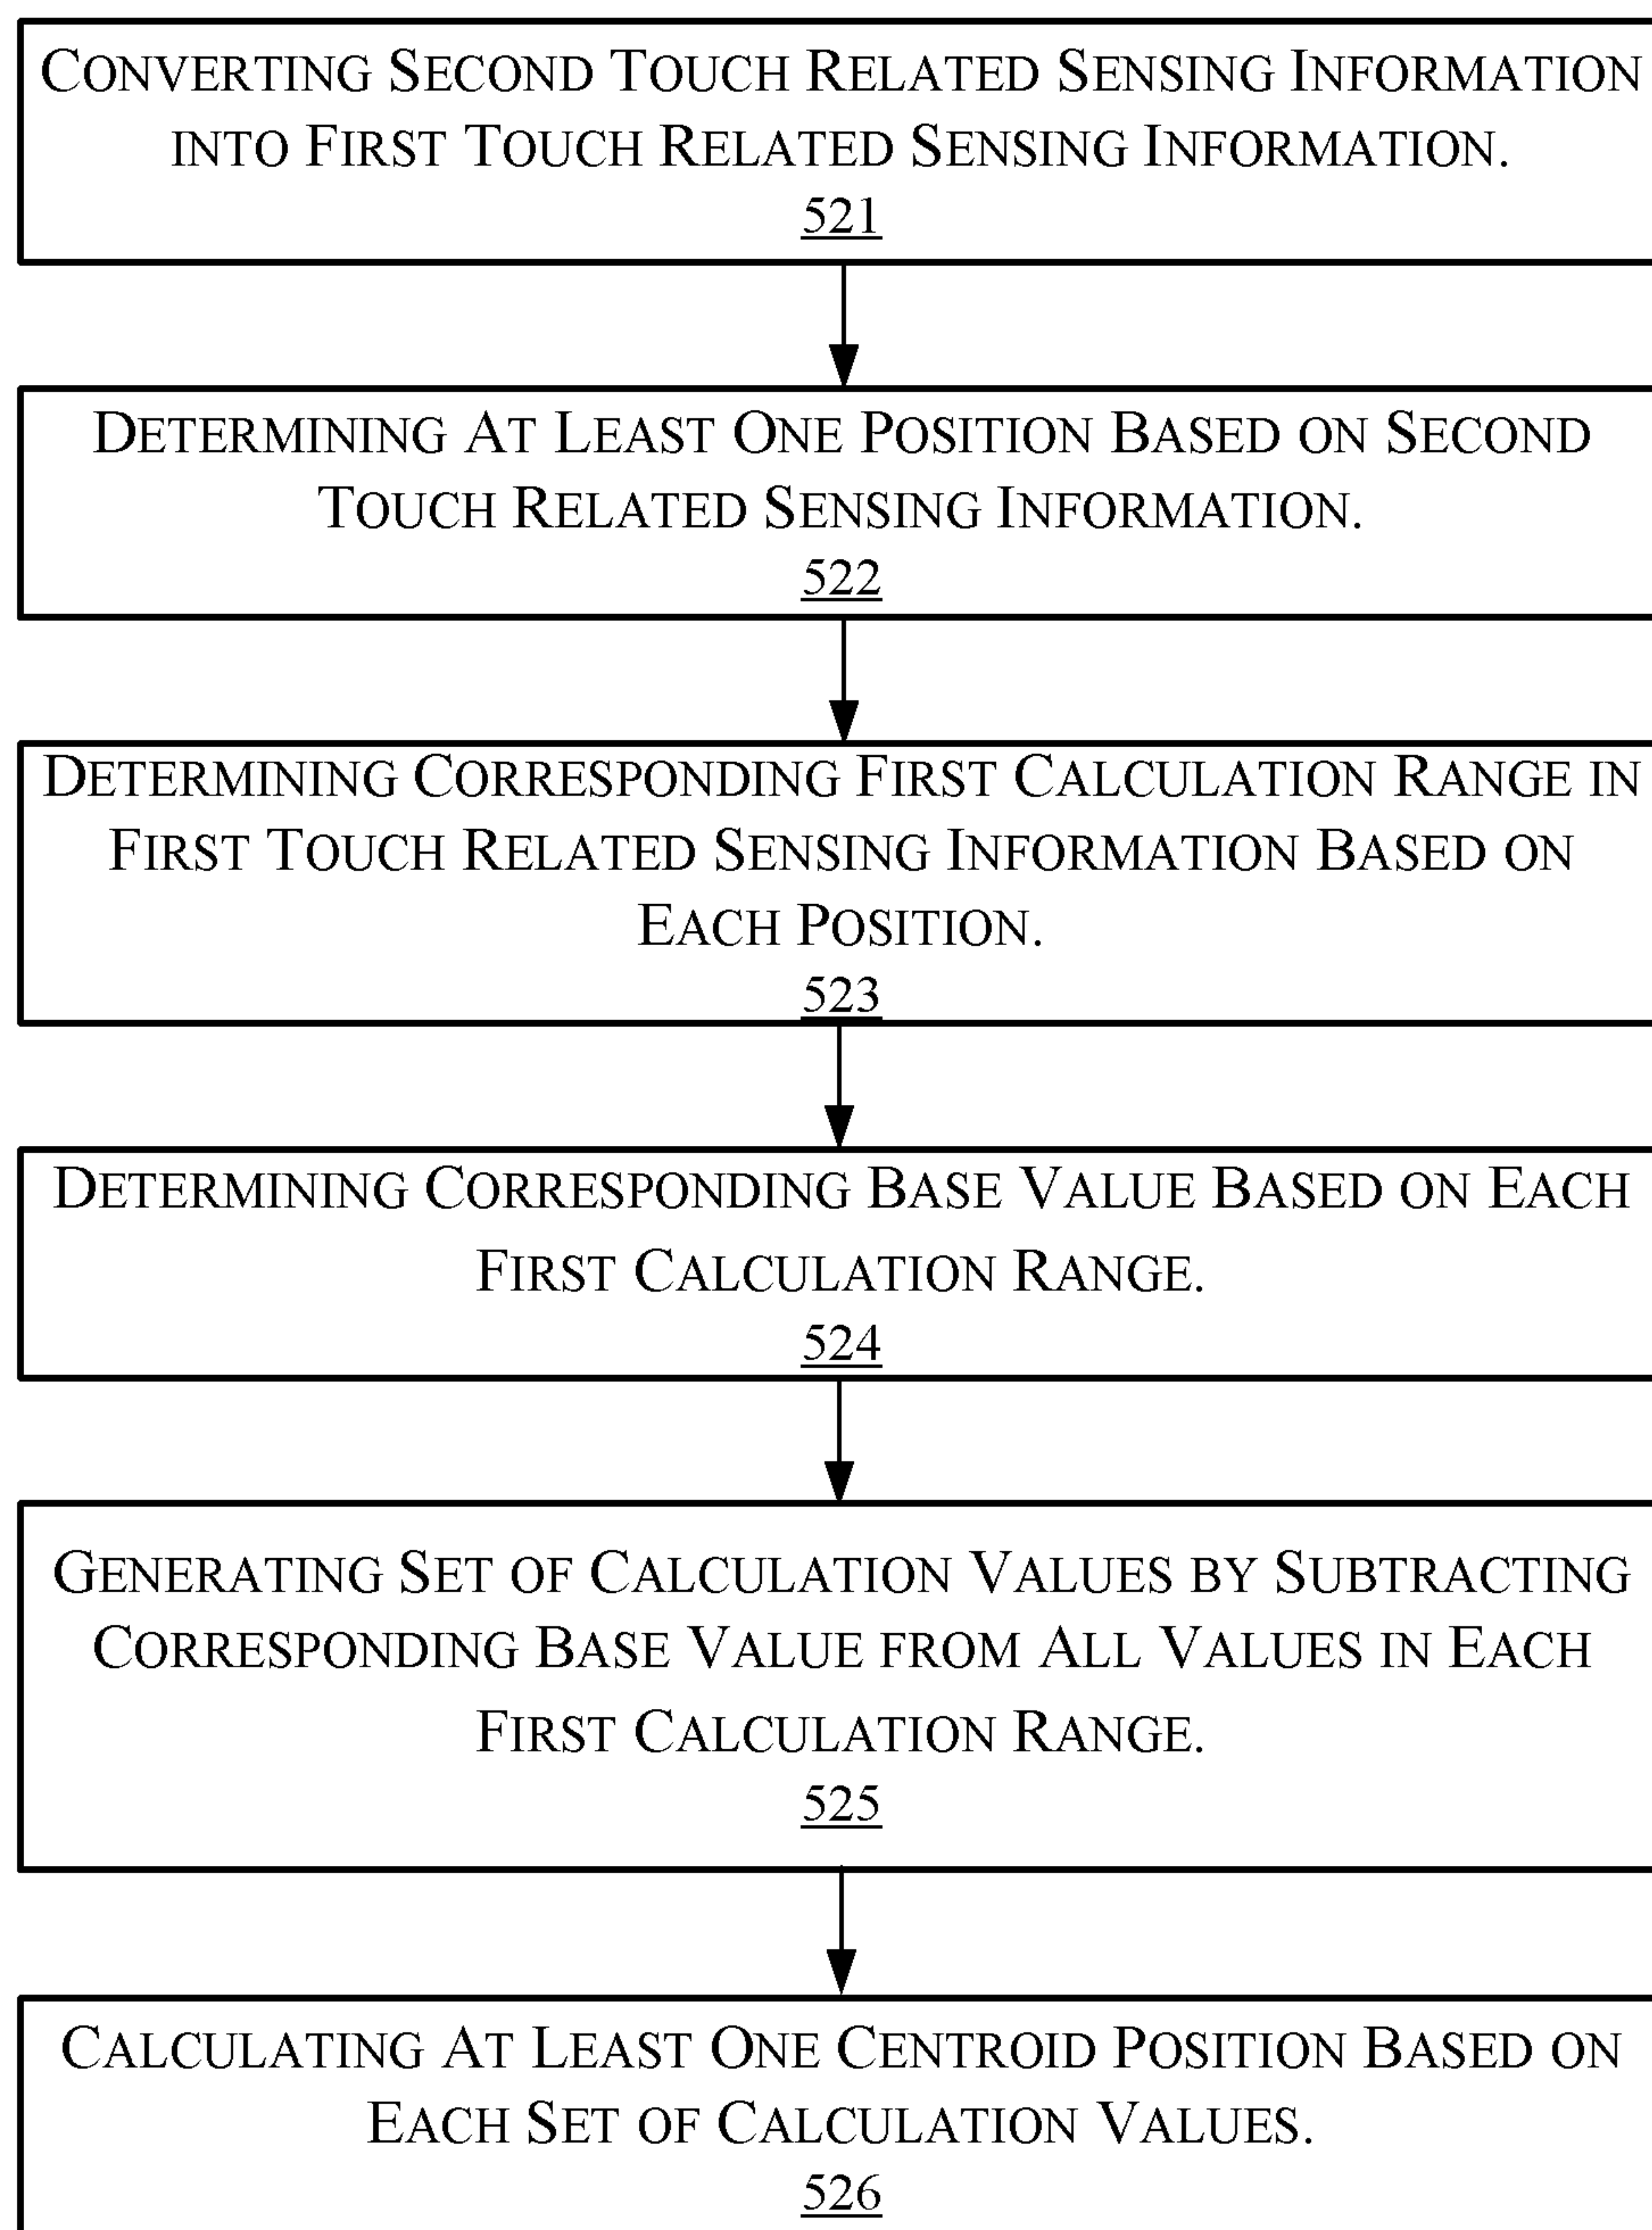 CONVERTING SECOND TOUCH RELATED SENSING INFORMATION
INTO FIRST TOUCH RELATED SENSING INFORMATION.
521
DETERMINING AT LEAST ONE POSITION BASED ON SECOND
TOUCH RELATED SENSING INFORMATION.
522
DETERMINING CORRESPONDING FIRST CALCULATION RANGE IN
FIRST TOUCH RELATED SENSING INFORMATION BASED ON
EACH POSITION.
523
DETERMINING CORRESPONDING BASE VALUE BASED ON EACH
FIRST CALCULATION RANGE.
524
GENERATING SET OF CALCULATION VALUES BY SUBTRACTING
CORRESPONDING BASE VALUE FROM ALL VALUES IN EACH
FIRST CALCULATION RANGE.
525
CALCULATING AT LEAST ONE CENTROID POSITION BASED ON
EACH SET OF CALCULATION VALUES.
526